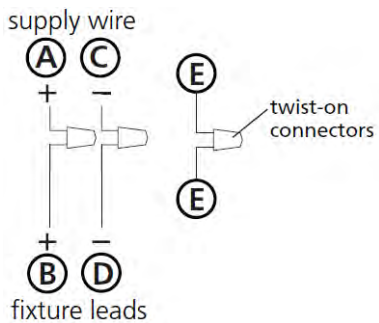 supply wire
A C
E
+ −
twist-on
connectors
E
+ −
B D
fixture leads